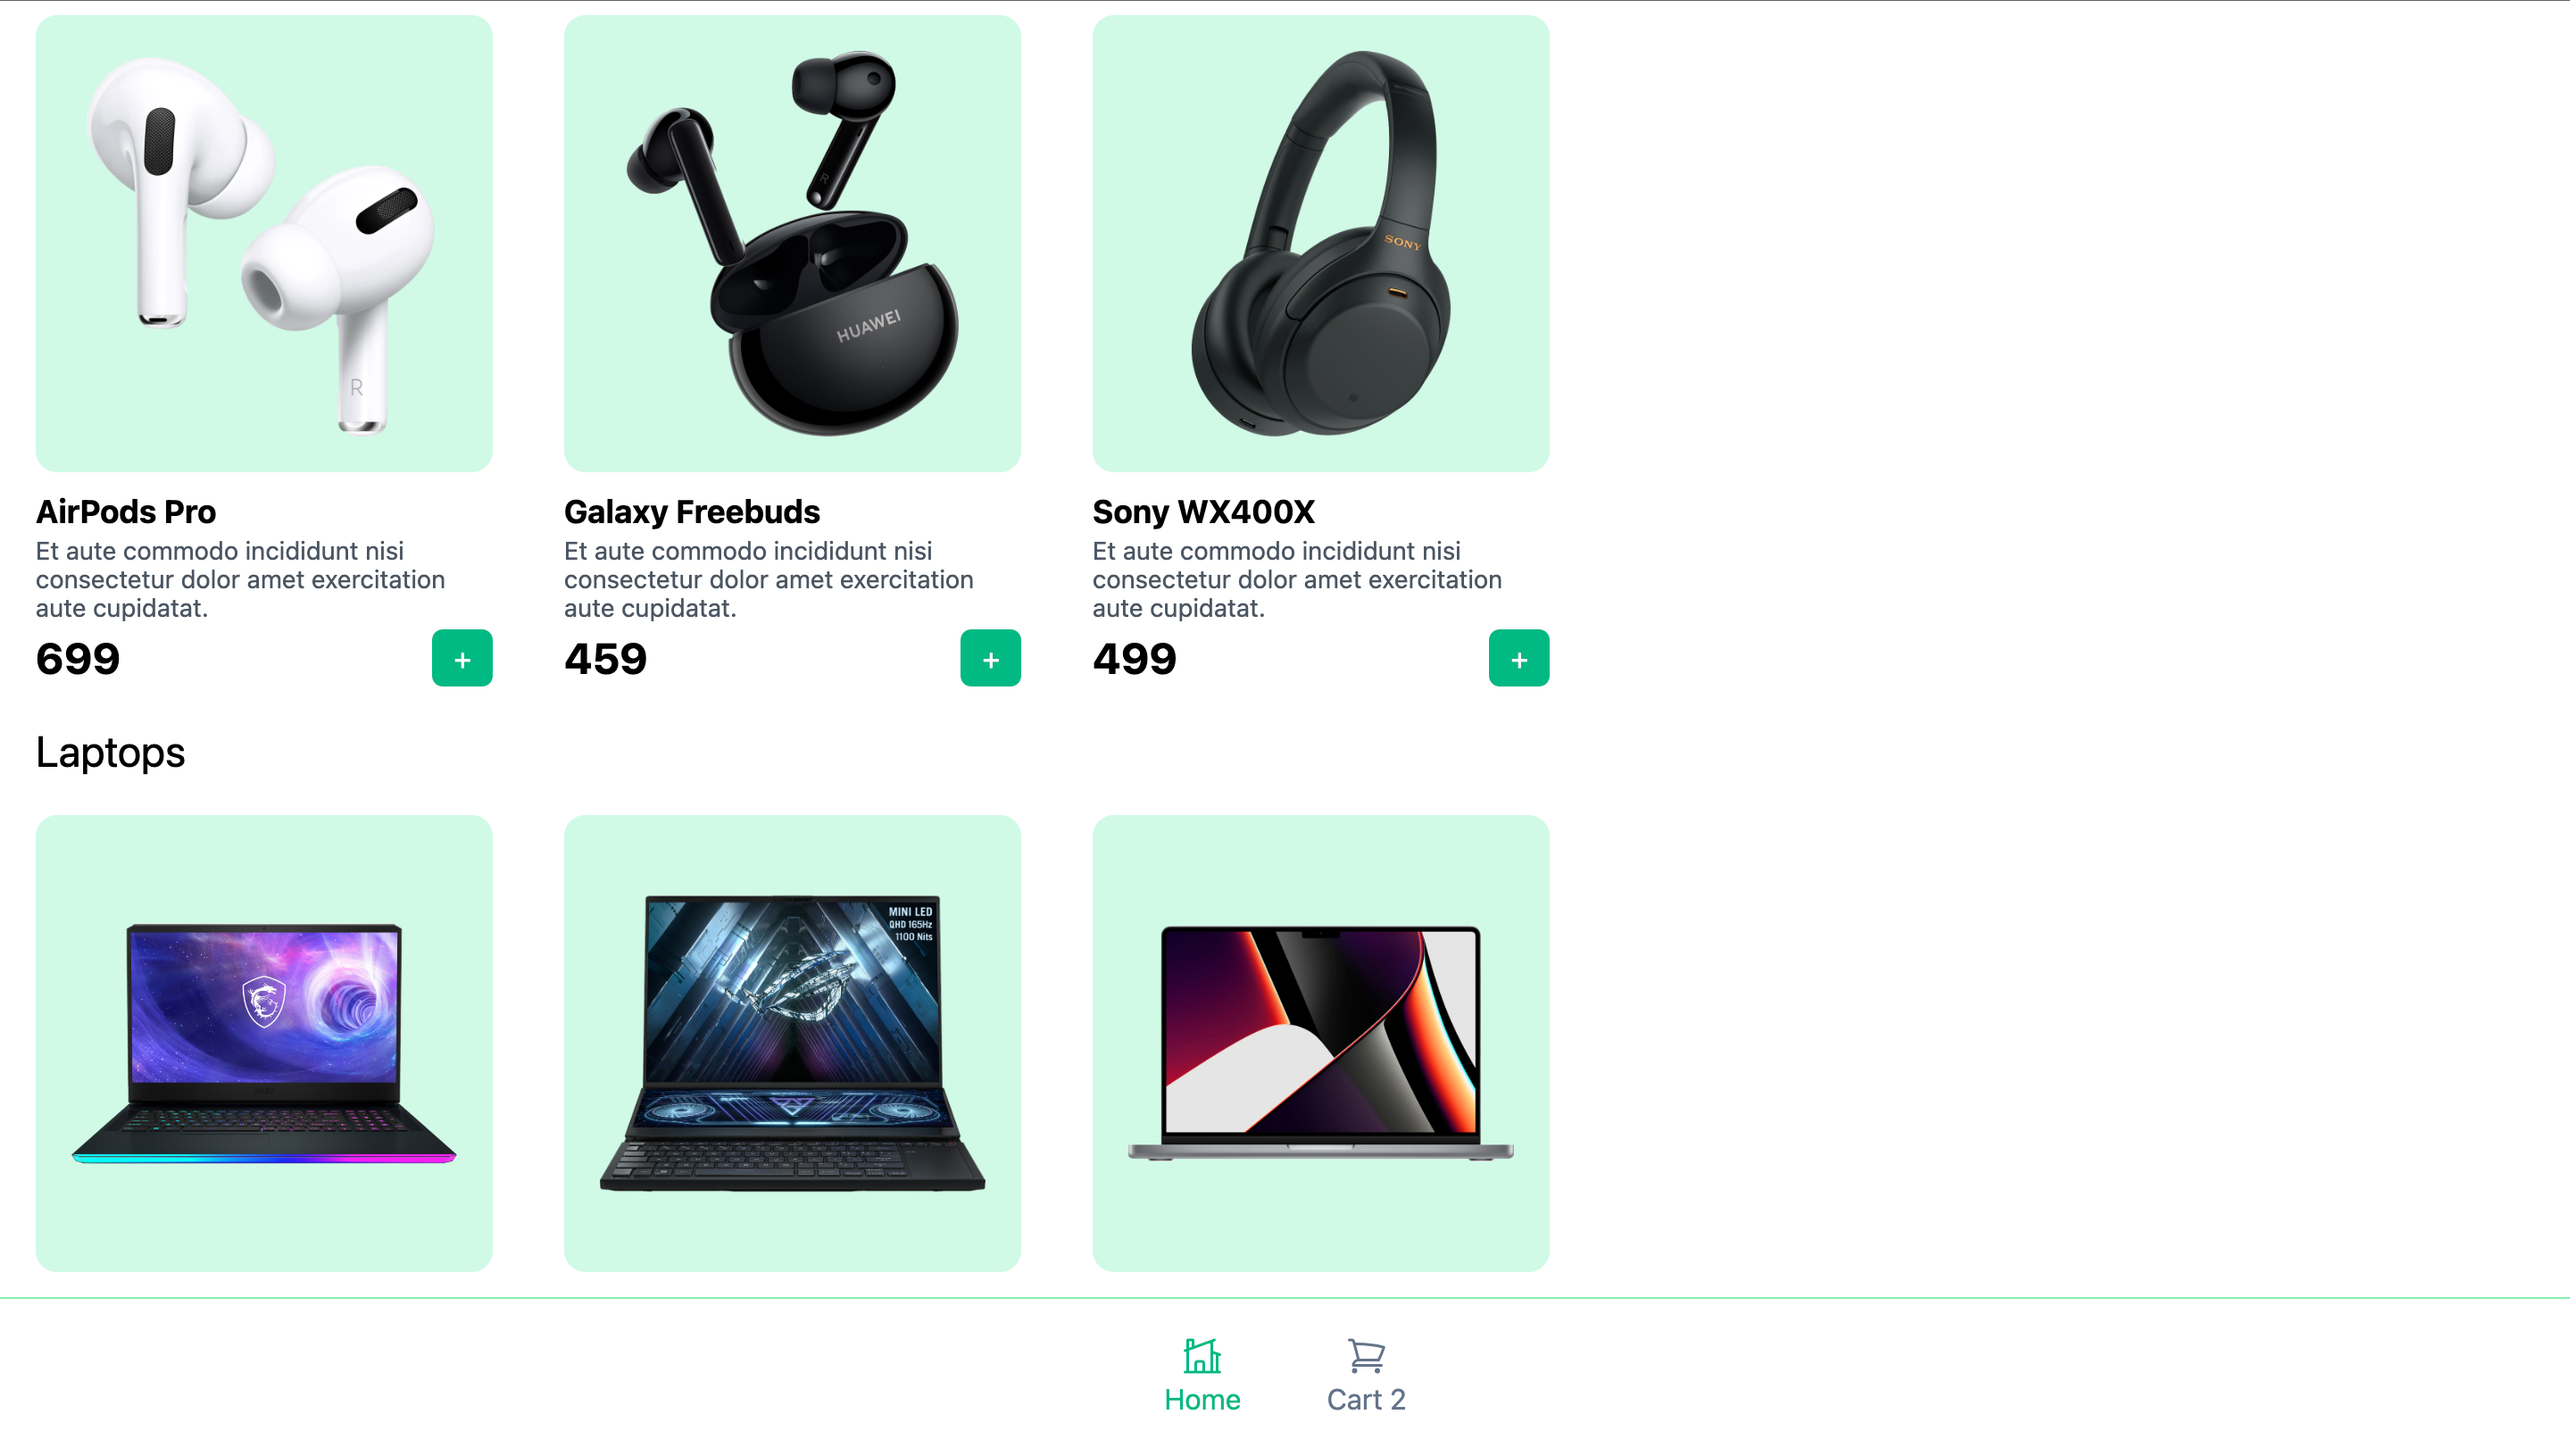 R
R
HUAWEI
SONY
AirPods Pro
Et aute commodo incididunt nisi
consectetur dolor amet exercitation
aute cupidatat.
699
+
Galaxy Freebuds
Et aute commodo incididunt nisi
consectetur dolor amet exercitation
aute cupidatat.
459
+
Sony WX400X
Et aute commodo incididunt nisi
consectetur dolor amet exercitation
aute cupidatat.
499
+
Laptops
MINI LED
QHD 165Hz
1100 Nits
Home
Cart 2